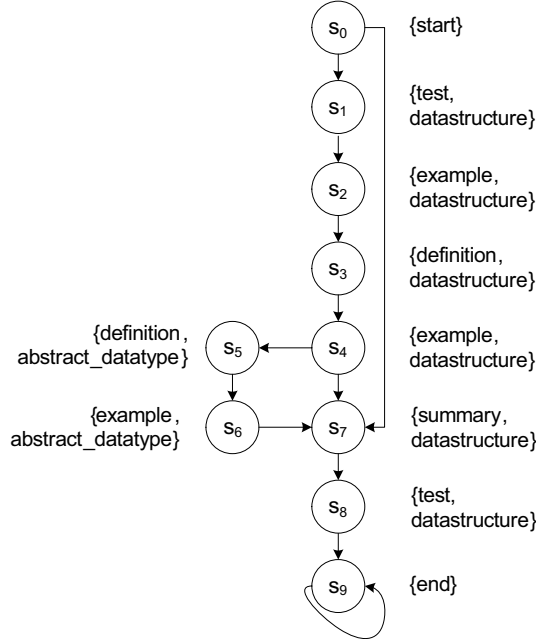 s0
{start}
s1
{test,
datastructure}
s2
{example,
datastructure}
s3
{definition,
datastructure}
{definition,
abstract_datatype}
s5
s4
{example,
datastructure}
{example,
abstract_datatype}
s6
s7
{summary,
datastructure}
s8
{test,
datastructure}
s9
{end}